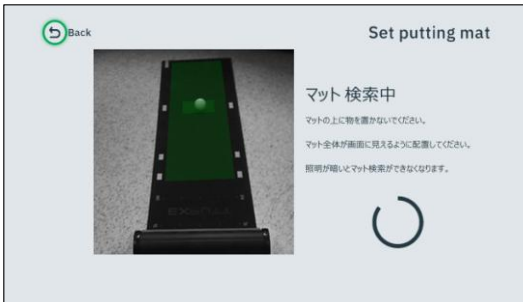 Back
Set putting mat
マット 検索中
マットの上に物を置かないでください。
マット全体が画面に見えるように配置してください。
照明が暗いとマット検索ができなくなります。
EXPUTT